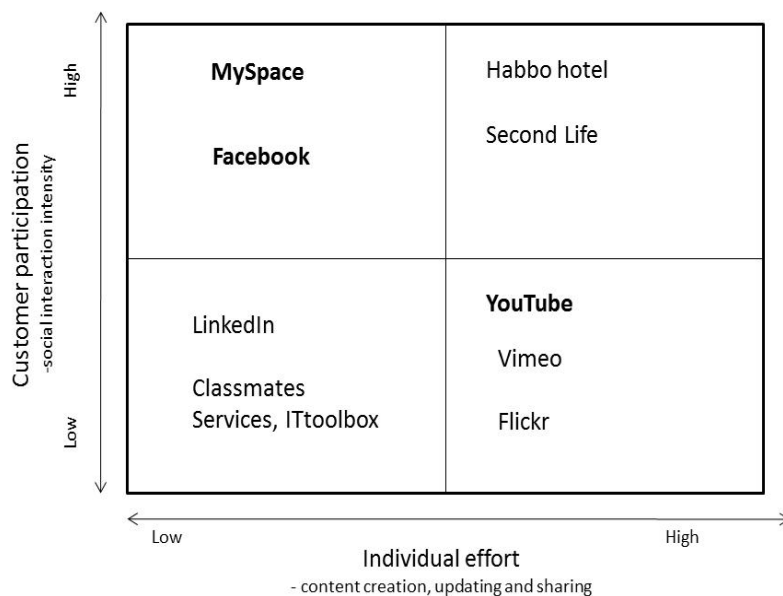 High
Customer participation
-social interaction intensity
Low
MySpace
Facebook
Habbo hotel
Second Life
LinkedIn
Classmates
Services, ITtoolbox
YouTube
Vimeo
Flickr
Low
High
Individual effort
- content creation, updating and sharing